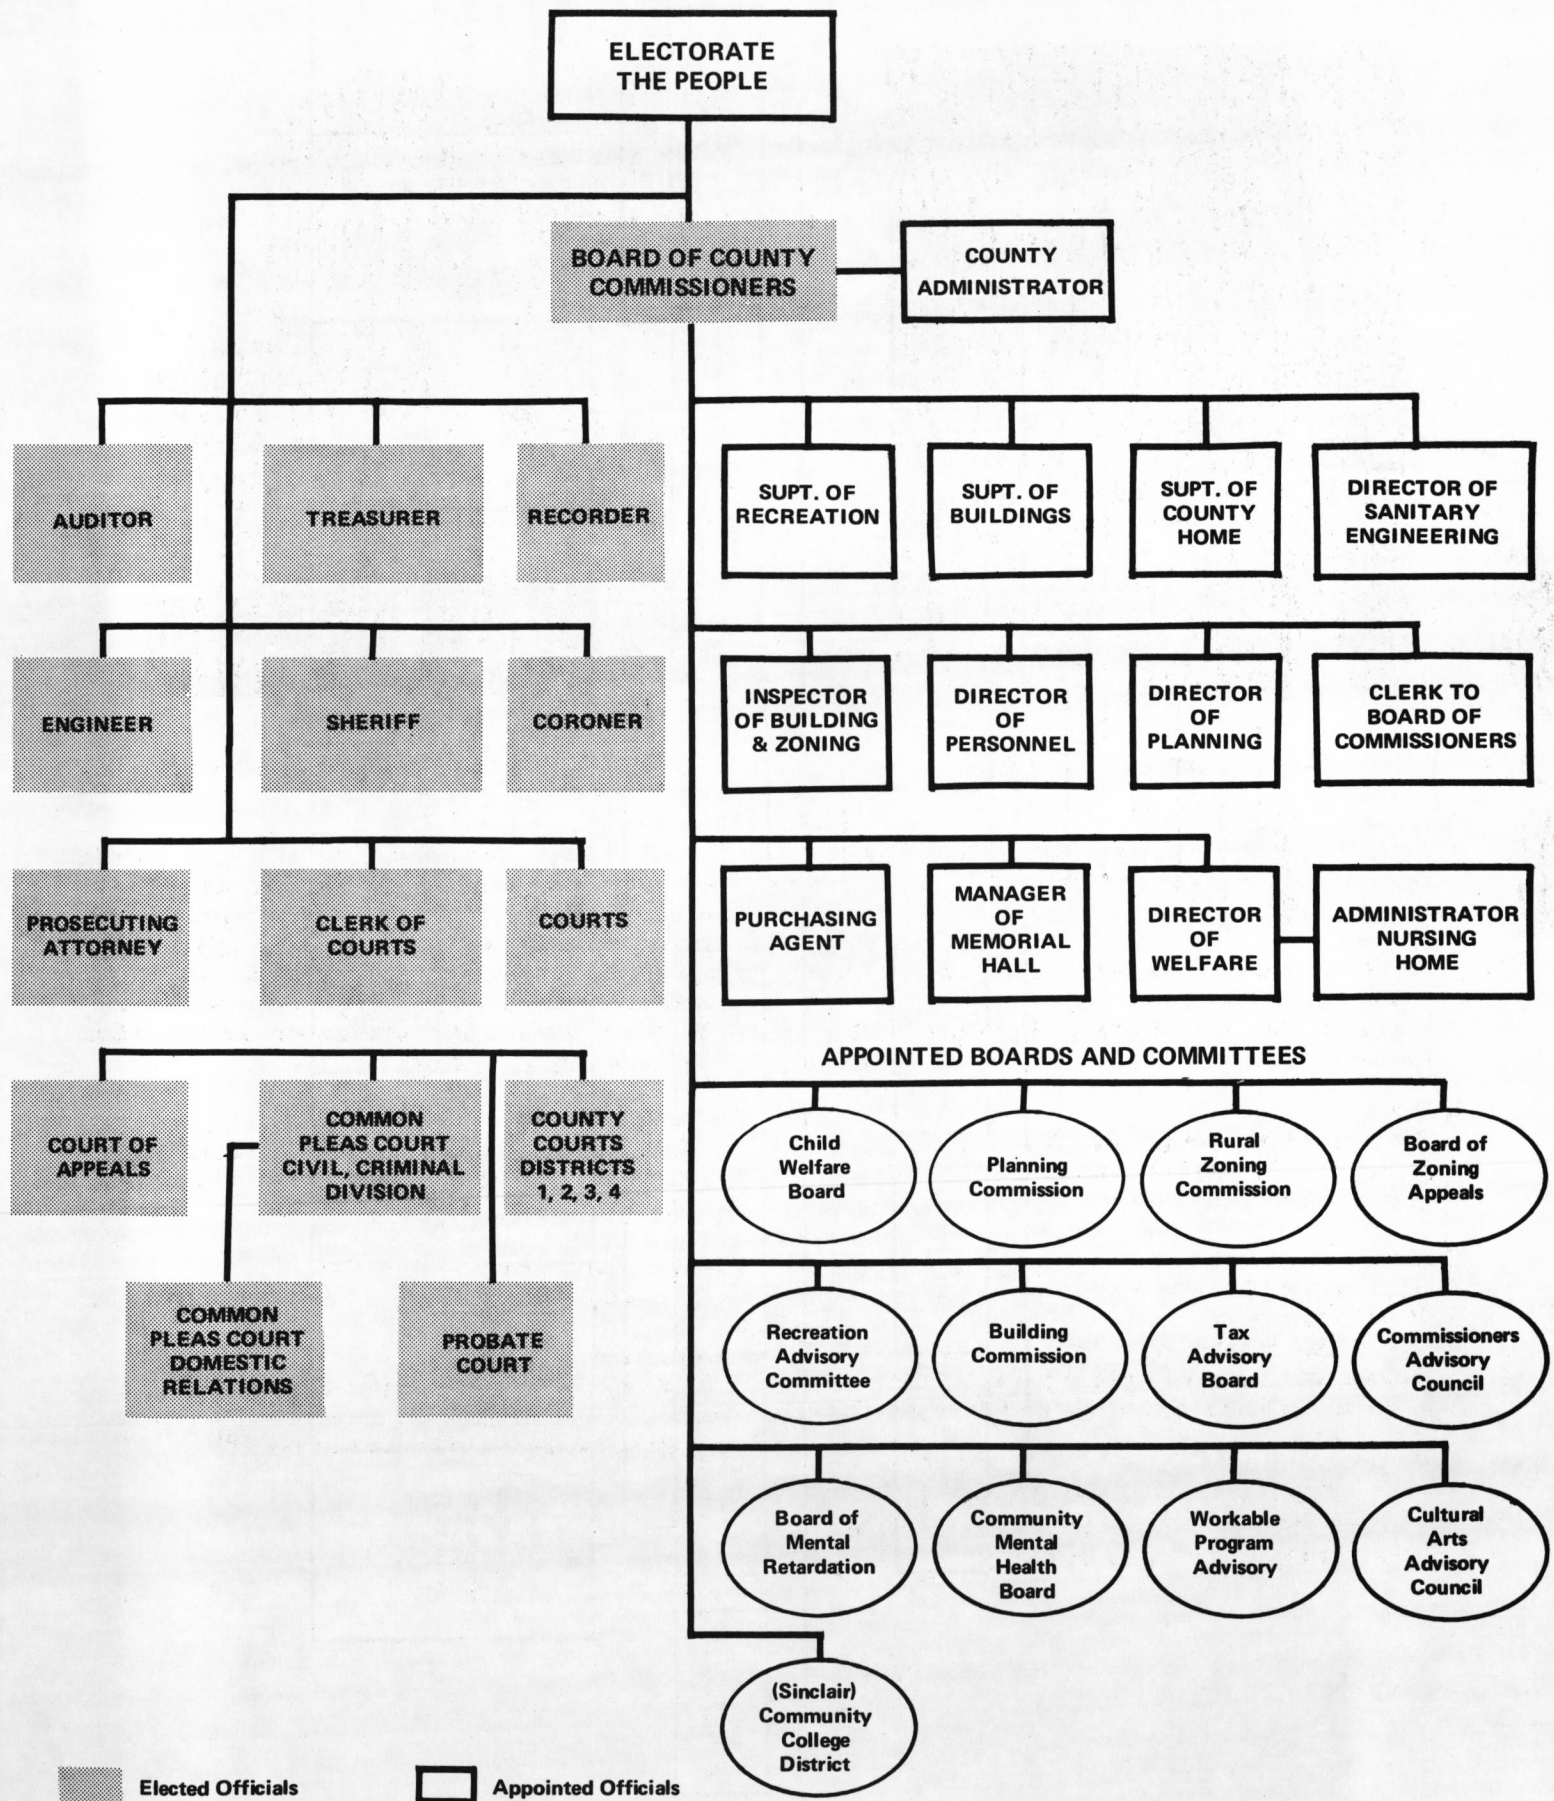 ELECTORATE
THE PEOPLE
BOARD OF COUNTY
COMMISSIONERS
COUNTY
ADMINISTRATOR
AUDITOR
TREASURER
RECORDER
SUPT. OF
RECREATION
SUPT. OF
BUILDINGS
SUPT. OF
COUNTY
HOME
DIRECTOR OF
SANITARY
ENGINEERING
ENGINEER
SHERIFF
CORONER
INSPECTOR
OF BUILDING
& ZONING
DIRECTOR
OF
PERSONNEL
DIRECTOR
OF
PLANNING
CLERK TO
BOARD OF
COMMISSIONERS
PROSECUTING
ATTORNEY
CLERK OF
COURTS
COURTS
PURCHASING
AGENT
MANAGER
OF
MEMORIAL
HALL
DIRECTOR
OF
WELFARE
ADMINISTRATOR
NURSING
HOME
COURT OF
APPEALS
COMMON
PLEAS COURT
CIVIL, CRIMINAL
DIVISION
COUNTY
COURTS
DISTRICTS
1, 2, 3, 4
COMMON
PLEAS COURT
DOMESTIC
RELATIONS
PROBATE
COURT
APPOINTED BOARDS AND COMMITTEES
Child
Welfare
Board
Planning
Commission
Rural
Zoning
Commission
Board of
Zoning
Appeals
Recreation
Advisory
Committee
Building
Commission
Tax
Advisory
Board
Commissioners
Advisory
Council
Board of
Mental
Retardation
Community
Mental
Health
Board
Workable
Program
Advisory
Cultural
Arts
Advisory
Council
(Sinclair)
Community
College
District
Elected Officials
Appointed Officials